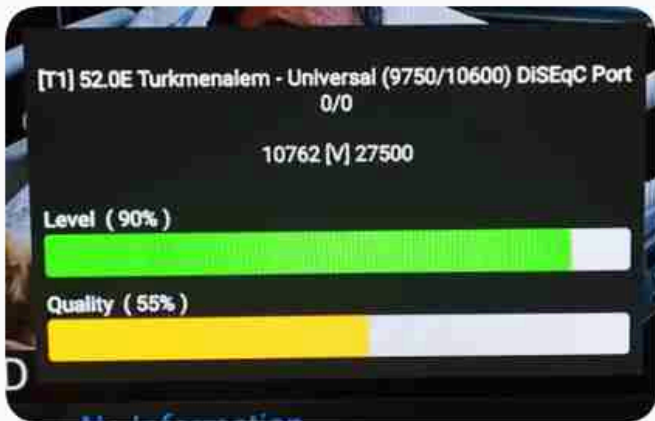 [T1] 52.0E Turkmenalem - Universal (9750/10600) DiSEqC Port
0/0
10762 [V] 27500
Level ( 90% )
Quality ( 55% )
D